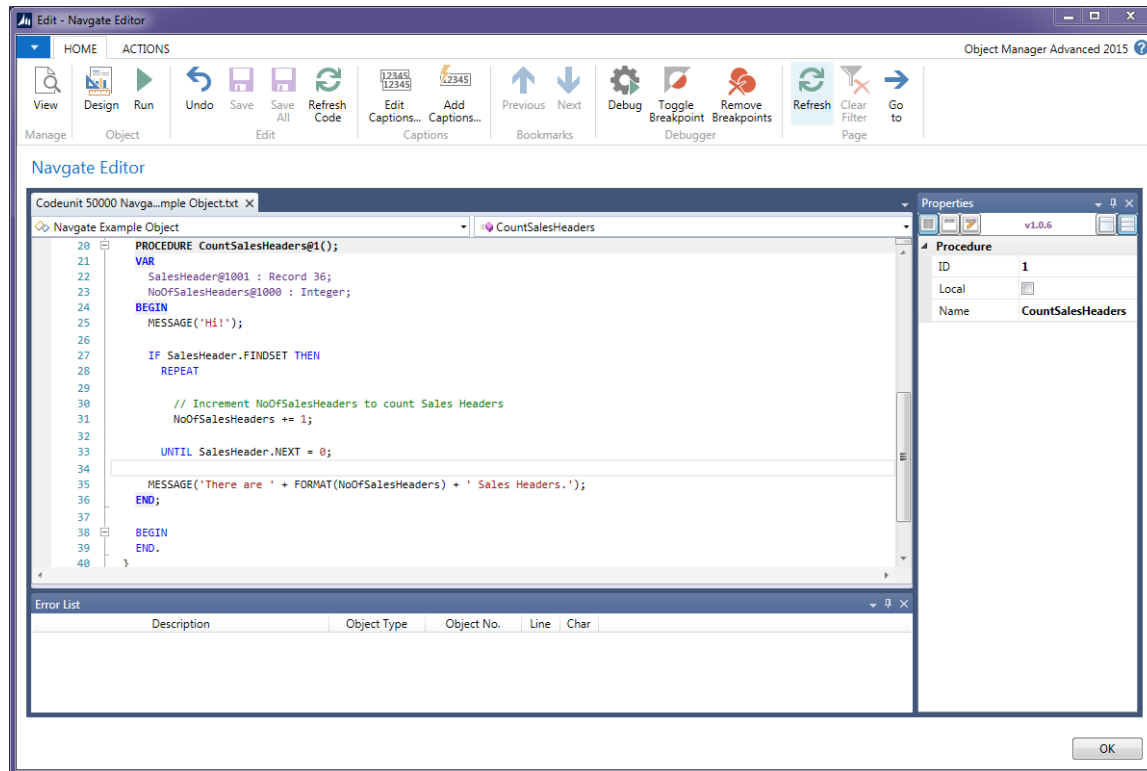 Edit - Navgate Editor
HOME ACTIONS Object Manager Advanced 2015 ?
12345 12345
12345
View Design Run Undo Save Save All Refresh Code Edit Captions... Add Captions... Previous Next Debug Toggle Breakpoint Remove Breakpoints Refresh Clear Filter Go to
Manage Object Edit Captions Bookmarks Debugger Page
Navgate Editor
Codeunit 50000 Navga...mple Object.txt
Navgate Example Object CountSalesHeaders
20 PROCEDURE CountSalesHeaders@1();
21 VAR
22 SalesHeader@1001 : Record 36;
23 NoOfSalesHeaders@1000 : Integer;
24 BEGIN
25 MESSAGE('Hi!');
26
27 IF SalesHeader.FINDSET THEN
28 REPEAT
29
30 // Increment NoOfSalesHeaders to count Sales Headers
31 NoOfSalesHeaders += 1;
32
33 UNTIL SalesHeader.NEXT = 0;
34
35 MESSAGE('There are ' + FORMAT(NoOfSalesHeaders) + ' Sales Headers.');
36 END;
37
38 BEGIN
39 END.
40 }
Properties
v1.0.6
Procedure
ID 1
Local
Name CountSalesHeaders
Error List
Description Object Type Object No. Line Char
OK